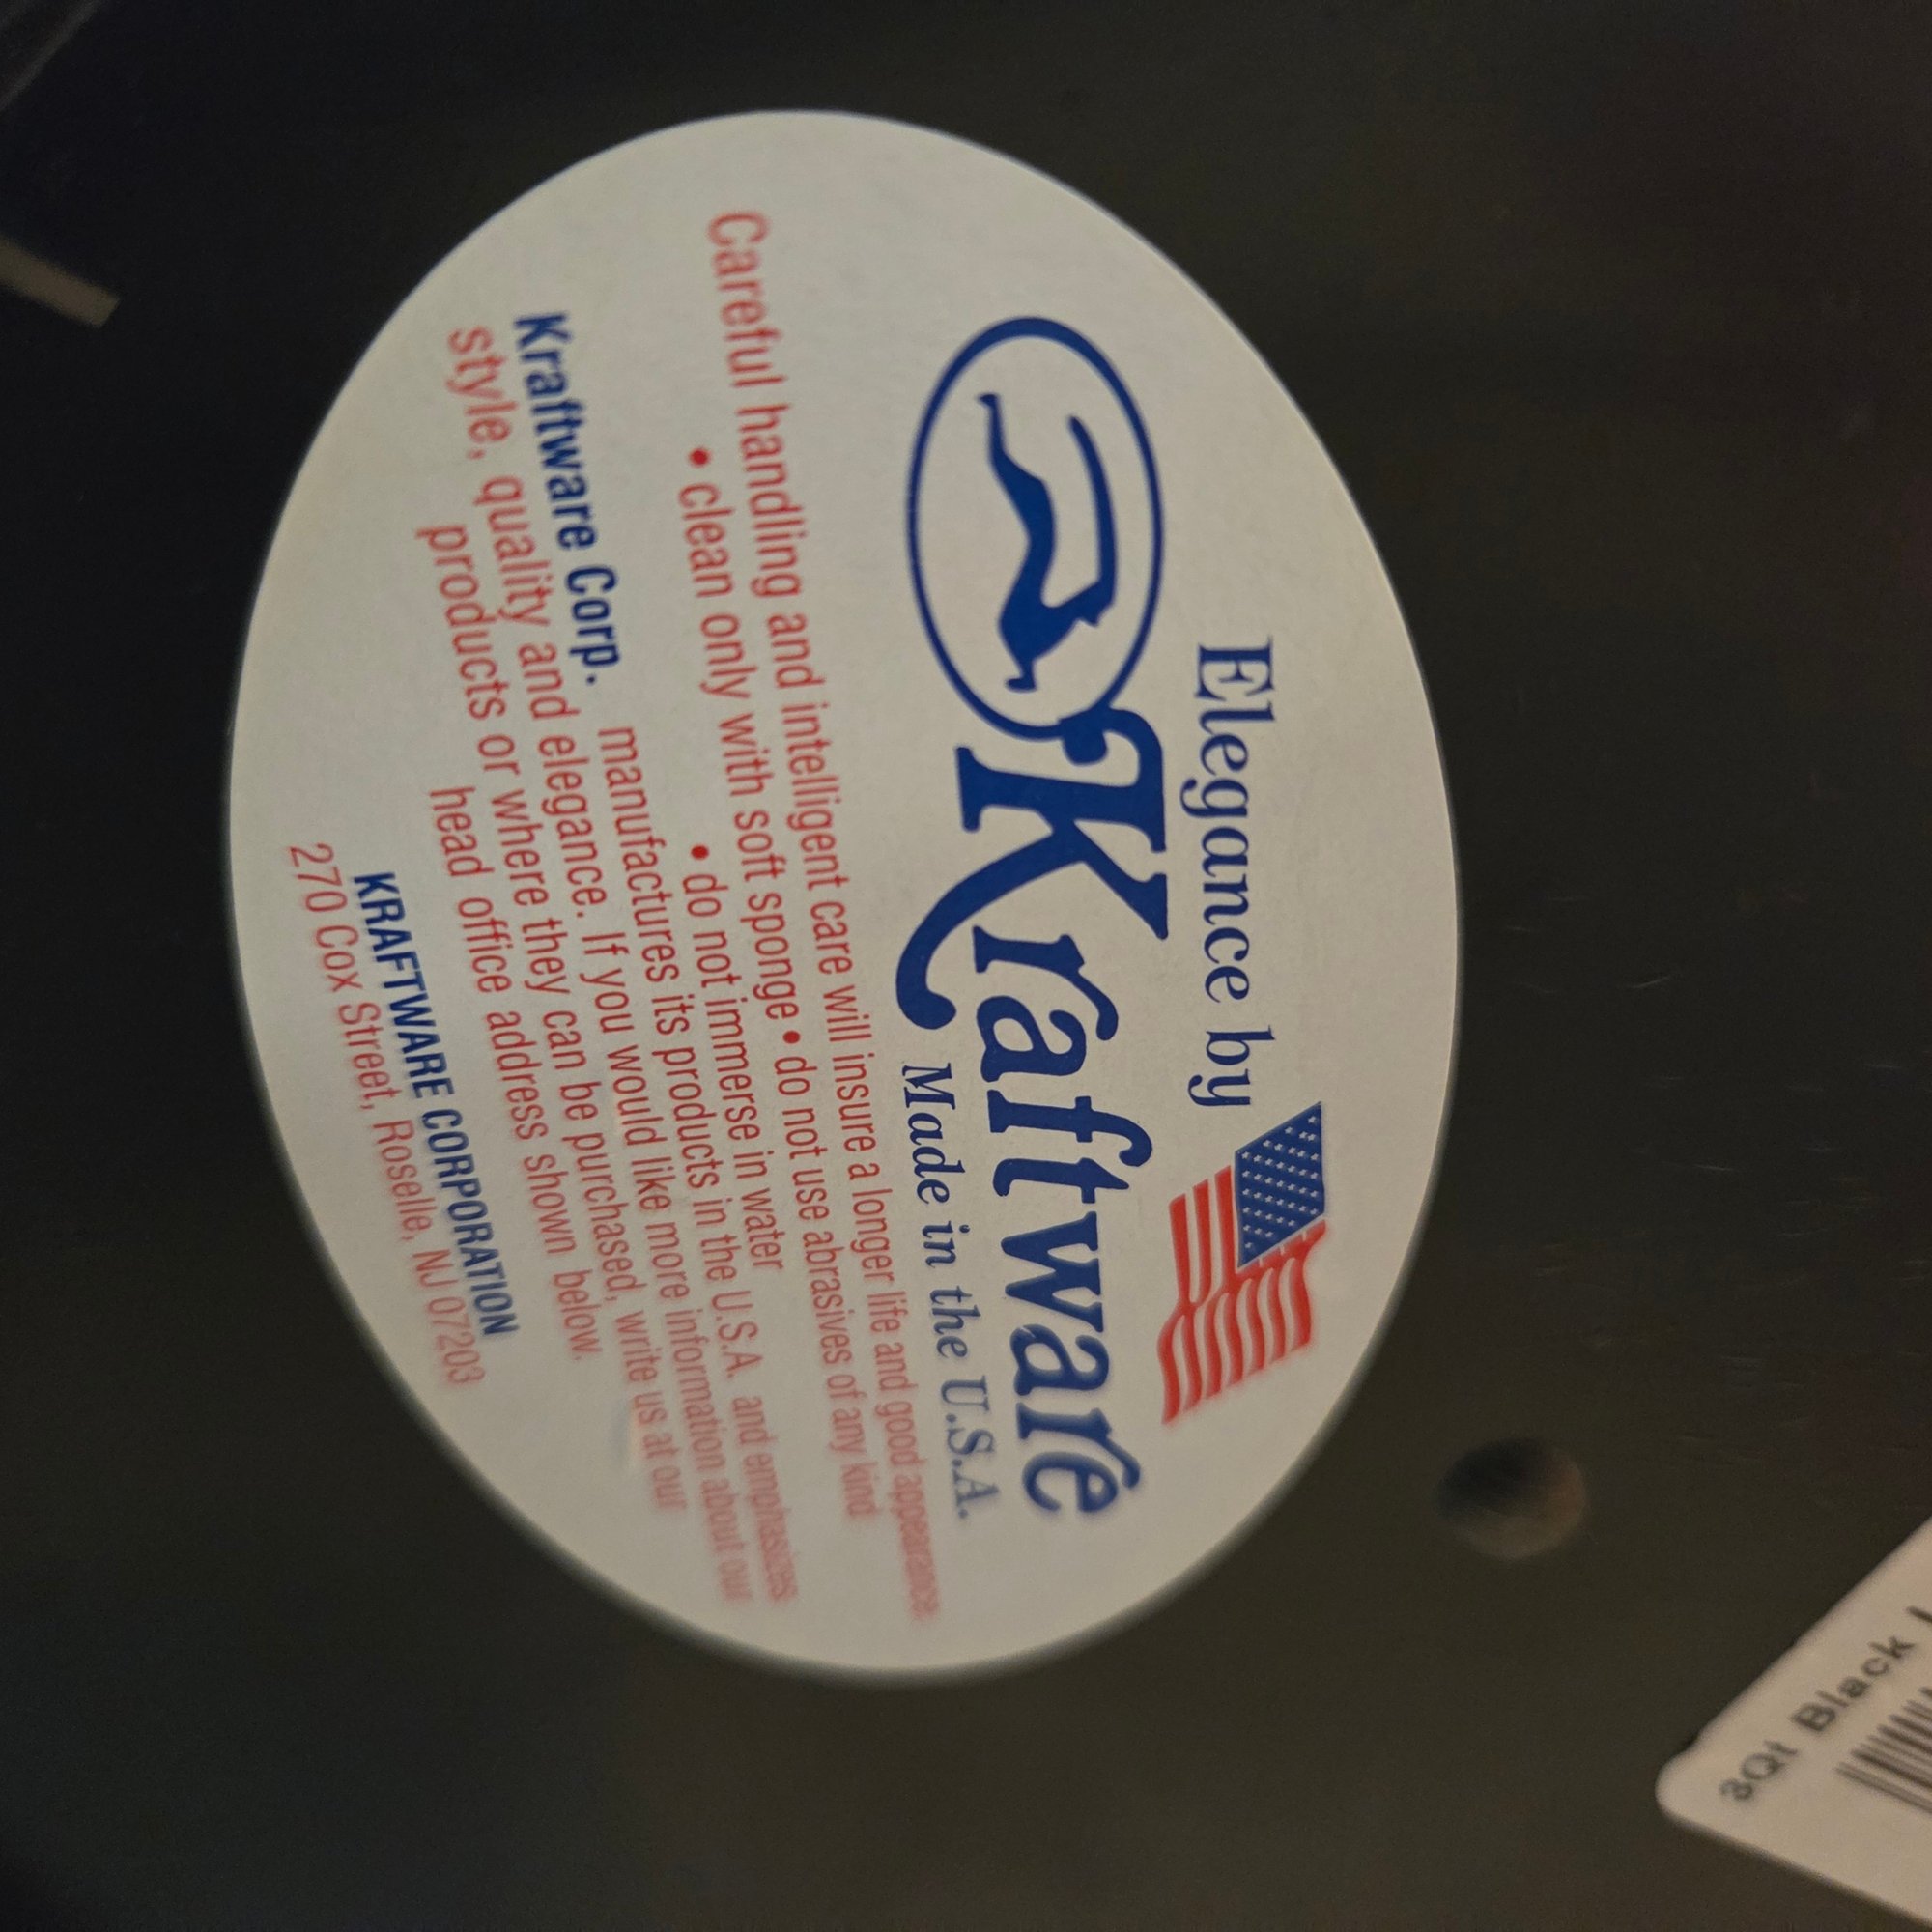 Elegance by
Kraftware
Made in the U.S.A.
Careful handling and intelligent care will insure a longer life and good appearance.
• clean only with soft sponge • do not use abrasives of any kind
• do not immerse in water
Kraftware Corp. manufactures its products in the U.S.A. and emphasizes
style, quality and elegance. If you would like more information about our
products or where they can be purchased, write us at our
head office address shown below.
KRAFTWARE CORPORATION
270 Cox Street, Roselle, NJ 07203
3Qt Black